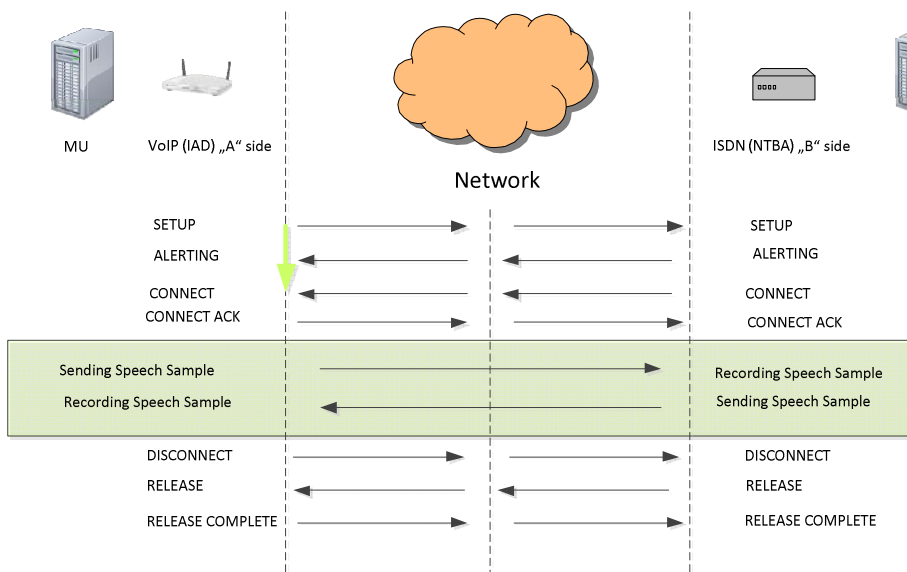 MU
VoIP (IAD) „A“ side
ISDN (NTBA) „B“ side
Network
SETUP
SETUP
ALERTING
ALERTING
CONNECT
CONNECT
CONNECT ACK
CONNECT ACK
Sending Speech Sample
Recording Speech Sample
Recording Speech Sample
Sending Speech Sample
DISCONNECT
DISCONNECT
RELEASE
RELEASE
RELEASE COMPLETE
RELEASE COMPLETE